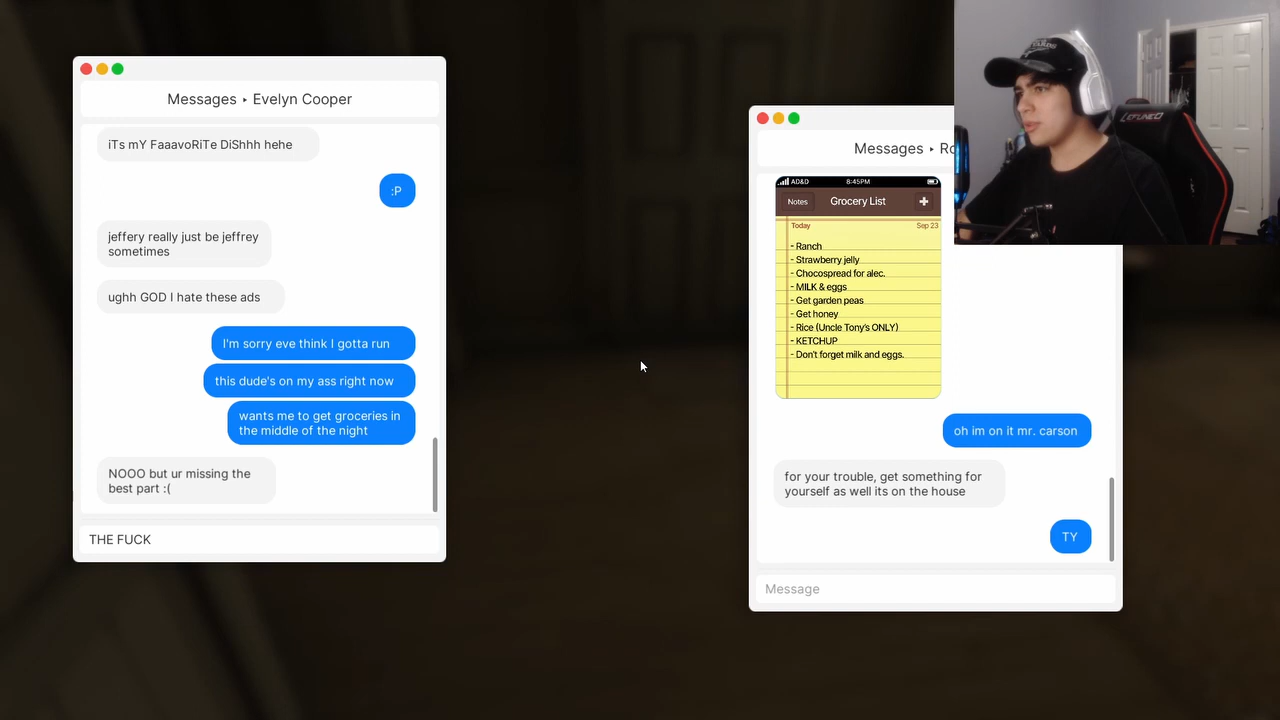 Messages ‣ Evelyn Cooper
iTs mY FaaavoRiTe DiShhh hehe
:P
jeffery really just be jeffrey
sometimes
ughh GOD I hate these ads
I'm sorry eve think I gotta run
this dude's on my ass right now
wants me to get groceries in
the middle of the night
NOOO but ur missing the
best part :(
THE FUCK
Messages ‣ Ro
AD&D 8:45PM
Notes Grocery List +
Today Sep 23
- Ranch
- Strawberry jelly
- Chocospread for alec.
- MILK & eggs
- Get garden peas
- Get honey
- Rice (Uncle Tony's ONLY)
- KETCHUP
- Don't forget milk and eggs.
oh im on it mr. carson
for your trouble, get something for
yourself as well its on the house
TY
Message